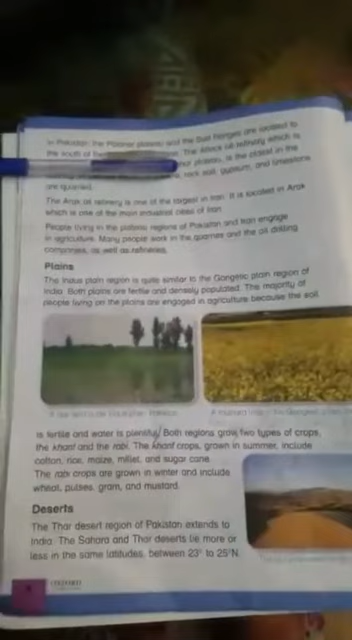 In Pakistan the Potohar plateau and the Salt Ranges are located to
the south of the The Attock oil refinery which is
plateau, is the oldest in the
rock salt, gypsum, and limestone
are quarried.
The Arak oil refinery is one of the largest in Iran. It is located in Arak
which is one of the main industrial cities of Iran.
People living in the plateau regions of Pakistan and Iran engage
in agriculture. Many people work in the quarries and the oil drilling
companies, as well as refineries.
Plains
The Indus plain region is quite similar to the Gangetic plain region of
India. Both plains are fertile and densely populated. The majority of
people living on the plains are engaged in agriculture because the soil
is fertile and water is plentiful. Both regions grow two types of crops,
the kharif and the rabi. The kharif crops, grown in summer, include
cotton, rice, maize, millet, and sugar cane.
The rabi crops are grown in winter and include
wheat, pulses, gram, and mustard.
Deserts
The Thar desert region of Pakistan extends to
India. The Sahara and Thar deserts lie more or
less in the same latitudes, between 23° to 25°N.
OXFORD